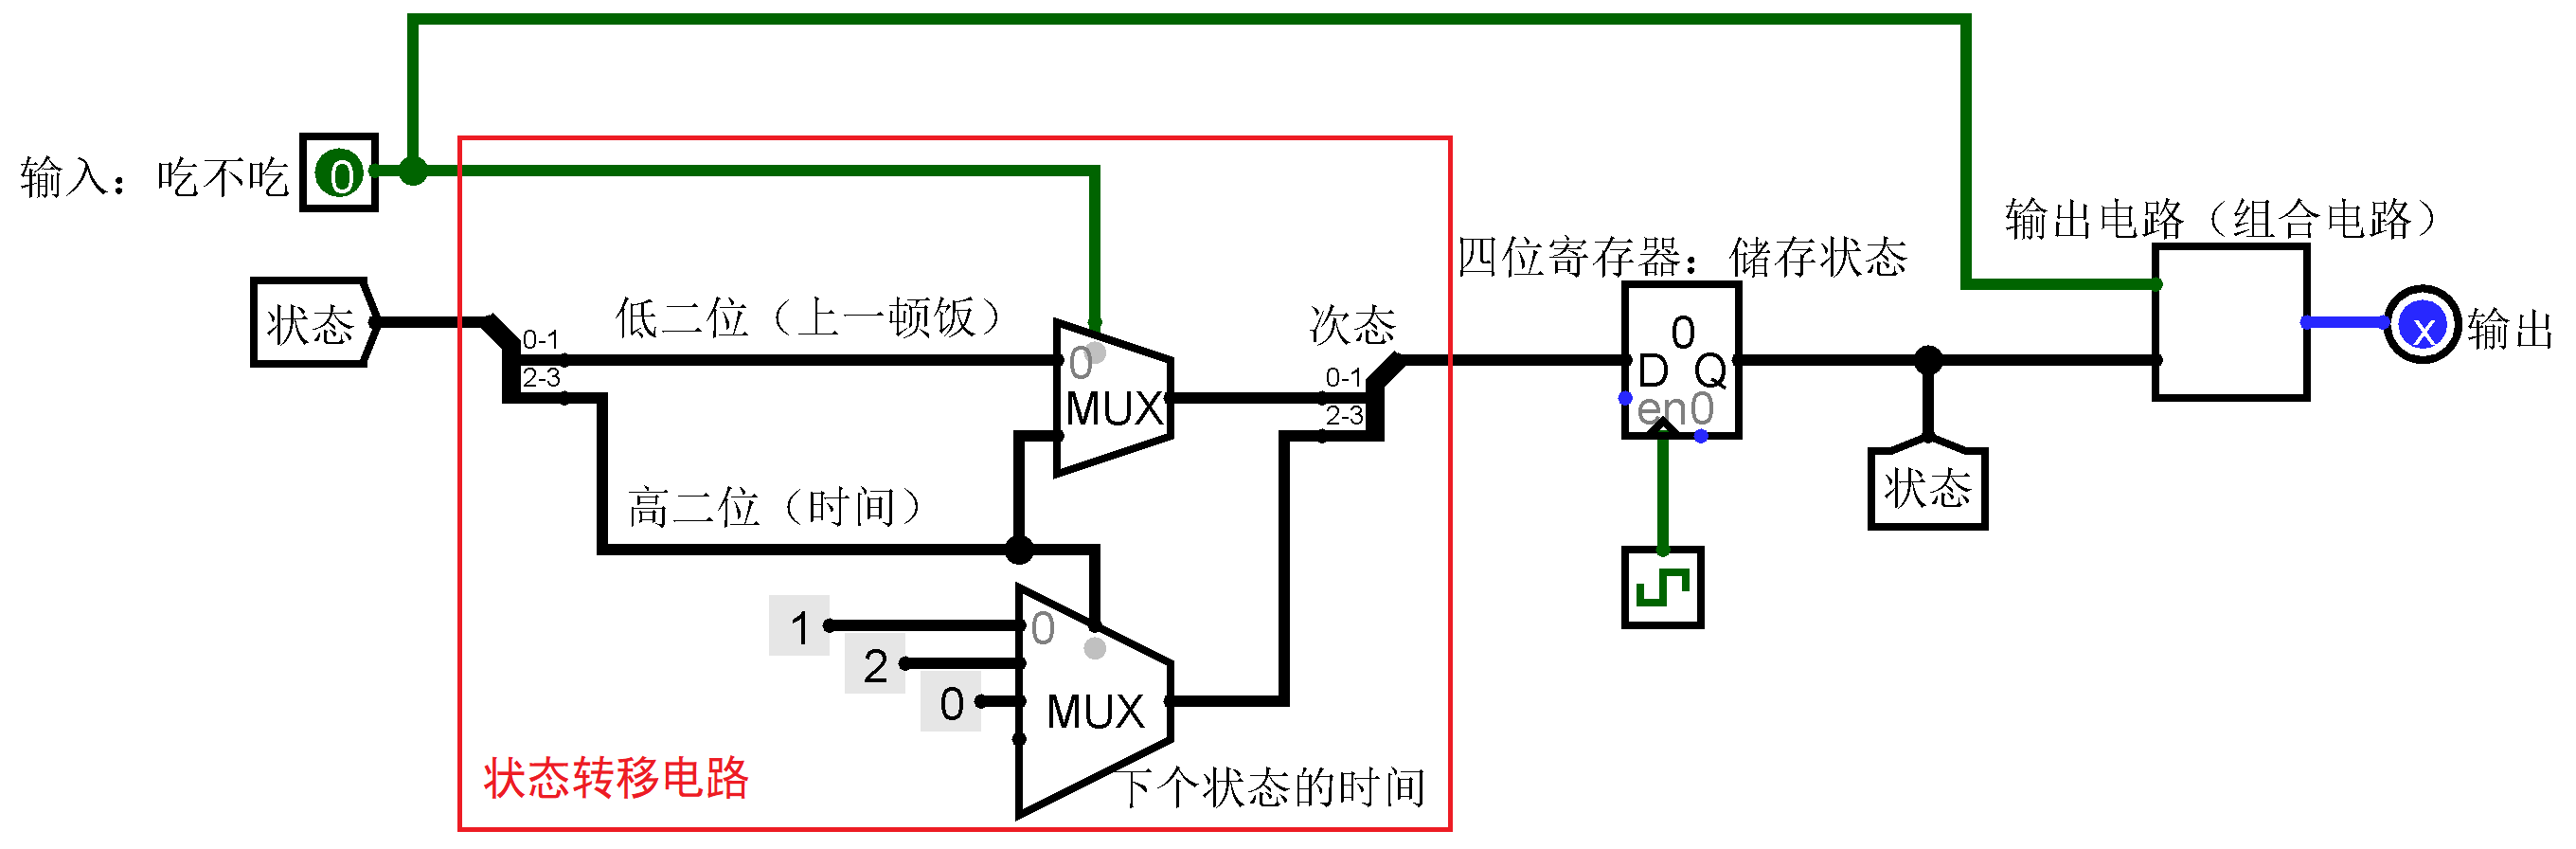 输入：吃不吃
0
状态
0-1
2-3
低二位（上一顿饭）
高二位（时间）
0
MUX
1
2
0
0
MUX
状态转移电路
下个状态的时间
次态
0-1
2-3
四位寄存器：储存状态
0
D Q
en 0
状态
输出电路（组合电路）
x
输出